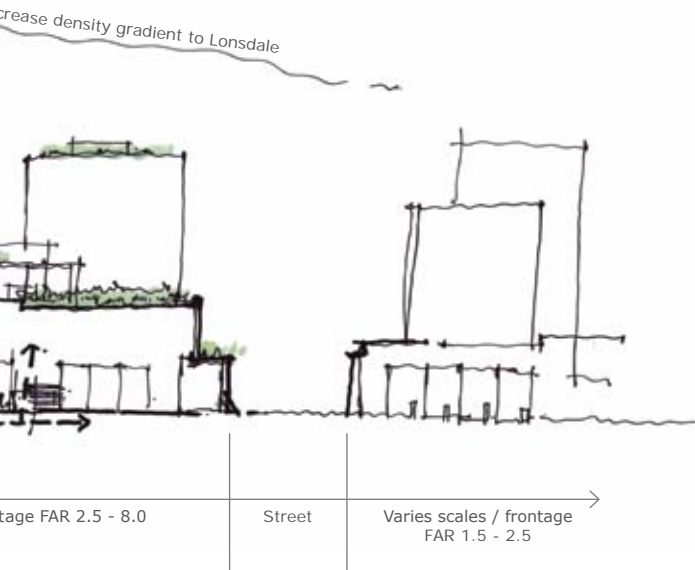 crease density gradient to Lonsdale
tage FAR 2.5 - 8.0
Street
Varies scales / frontage
FAR 1.5 - 2.5